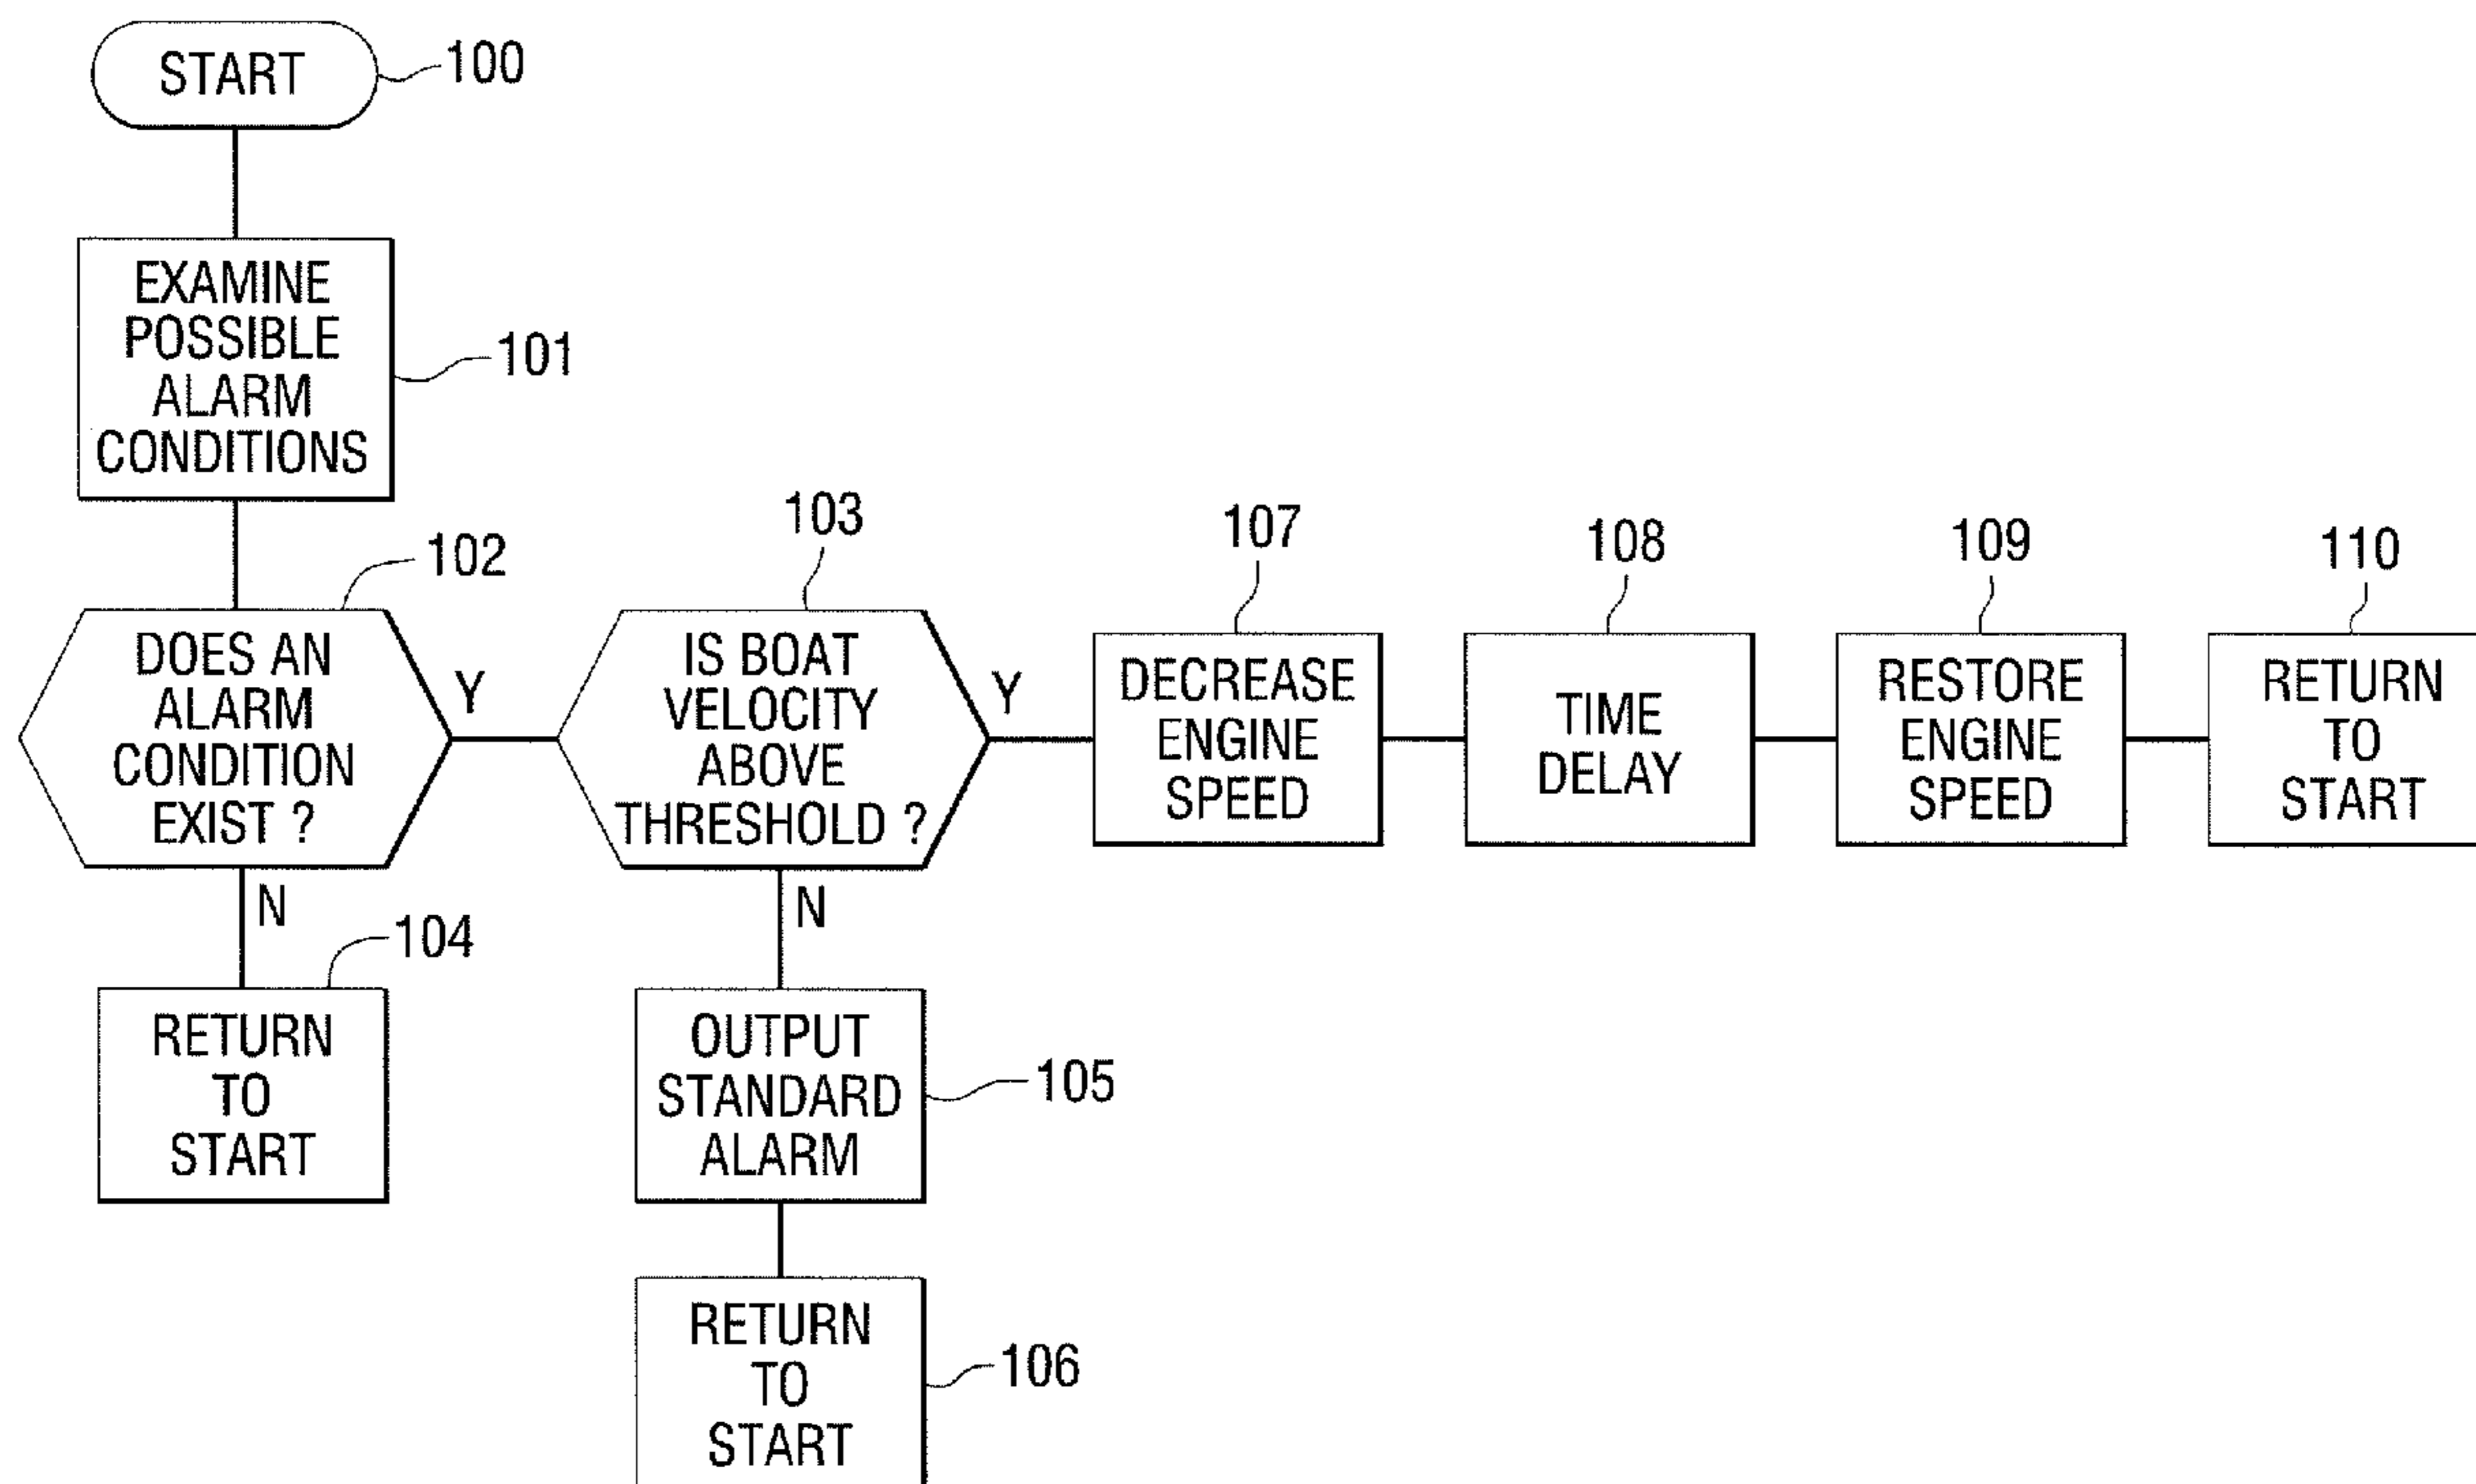 START
100
EXAMINE
POSSIBLE
ALARM
CONDITIONS
101
102
DOES AN
ALARM
CONDITION
EXIST ?
Y
N
104
RETURN
TO
START
103
IS BOAT
VELOCITY
ABOVE
THRESHOLD ?
Y
N
OUTPUT
STANDARD
ALARM
105
RETURN
TO
START
106
107
DECREASE
ENGINE
SPEED
108
TIME
DELAY
109
RESTORE
ENGINE
SPEED
110
RETURN
TO
START